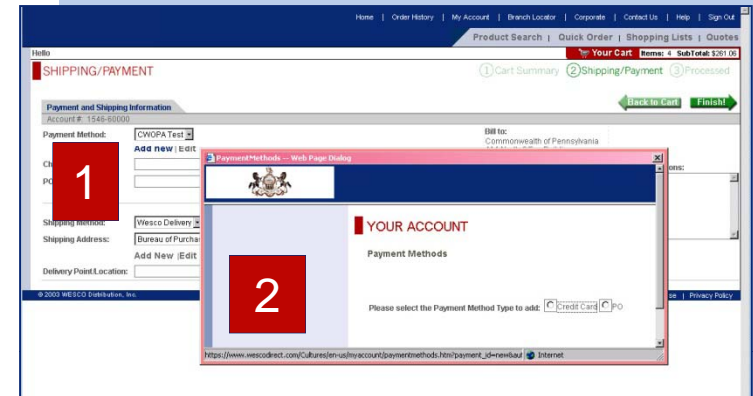 Home | Order History | My Account | Branch Locator | Corporate | Contact Us | Help | Sign Out
Product Search | Quick Order | Shopping Lists | Quotes
Hello
Your Cart Items: 4 SubTotal: $261.06
SHIPPING/PAYMENT
1 Cart Summary 2 Shipping/Payment 3 Processed
Back to Cart Finish!
Payment and Shipping Information
Account #: 1546-60000
Payment Method: CWOPA Test
Bill to:
Add new | Edit
Commonwealth of Pennsylvania
PaymentMethods -- Web Page Dialog
Ch
ons:
PO
1
Shipping Method: Wesco Delivery
YOUR ACCOUNT
Shipping Address: Bureau of Purcha
Payment Methods
Add New | Edit
Delivery Point/Location:
2
© 2003 WESCO Distribution, Inc.
se | Privacy Policy
Please select the Payment Method Type to add: Credit Card PO
https://www.wescodirect.com/Cultures/en-us/myaccount/paymentmethods.html?payment_id=new&aut Internet